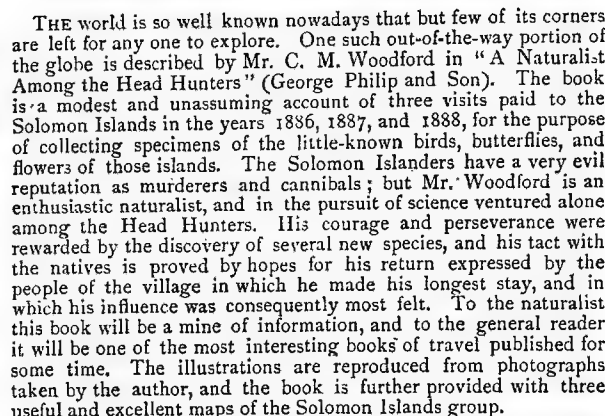 THE world is so well known nowadays that but few of its corners
are left for any one to explore. One such out-of-the-way portion of
the globe is described by Mr. C. M. Woodford in "A Naturalist
Among the Head Hunters" (George Philip and Son). The book
is a modest and unassuming account of three visits paid to the
Solomon Islands in the years 1886, 1887, and 1888, for the purpose
of collecting specimens of the little-known birds, butterflies, and
flowers of those islands. The Solomon Islanders have a very evil
reputation as murderers and cannibals; but Mr. Woodford is an
enthusiastic naturalist, and in the pursuit of science ventured alone
among the Head Hunters. His courage and perseverance were
rewarded by the discovery of several new species, and his tact with
the natives is proved by hopes for his return expressed by the
people of the village in which he made his longest stay, and in
which his influence was consequently most felt. To the naturalist
this book will be a mine of information, and to the general reader
it will be one of the most interesting books of travel published for
some time. The illustrations are reproduced from photographs
taken by the author, and the book is further provided with three
useful and excellent maps of the Solomon Islands group.